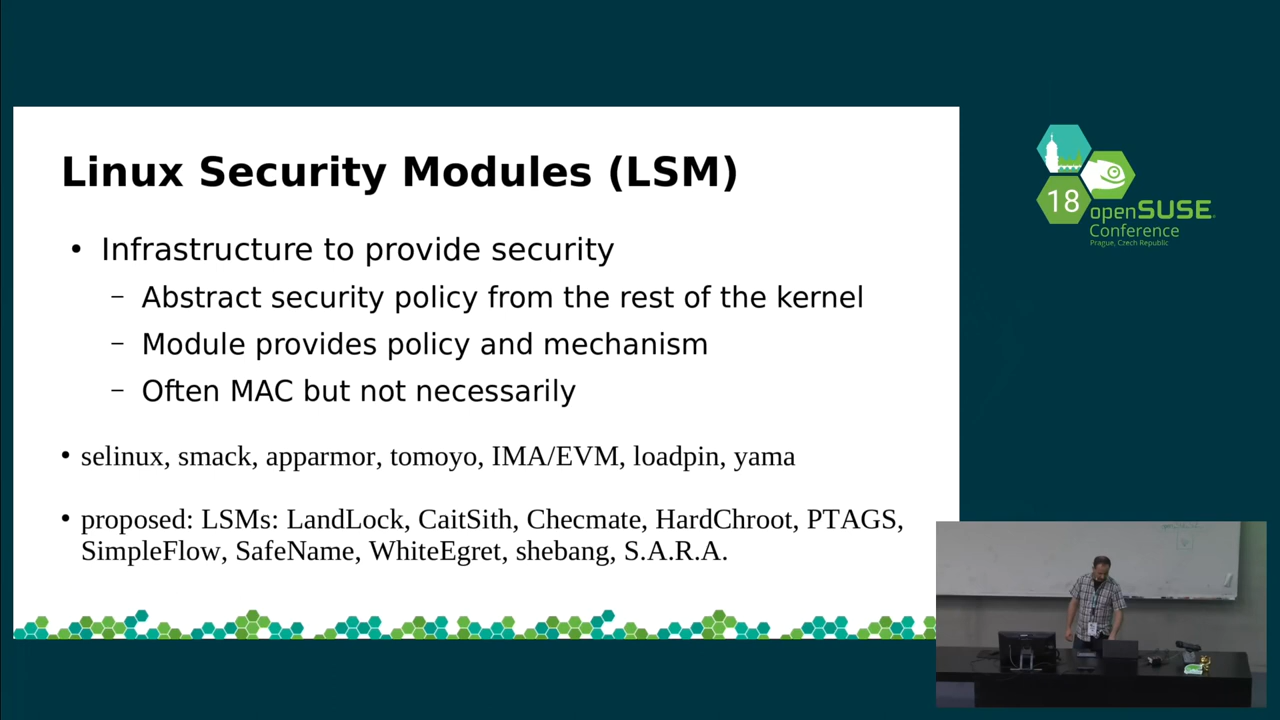 Linux Security Modules (LSM)
• Infrastructure to provide security
– Abstract security policy from the rest of the kernel
– Module provides policy and mechanism
– Often MAC but not necessarily
• selinux, smack, apparmor, tomoyo, IMA/EVM, loadpin, yama
• proposed: LSMs: LandLock, CaitSith, Checmate, HardChroot, PTAGS,
SimpleFlow, SafeName, WhiteEgret, shebang, S.A.R.A.
18
openSUSE
Conference
Prague, Czech Republic